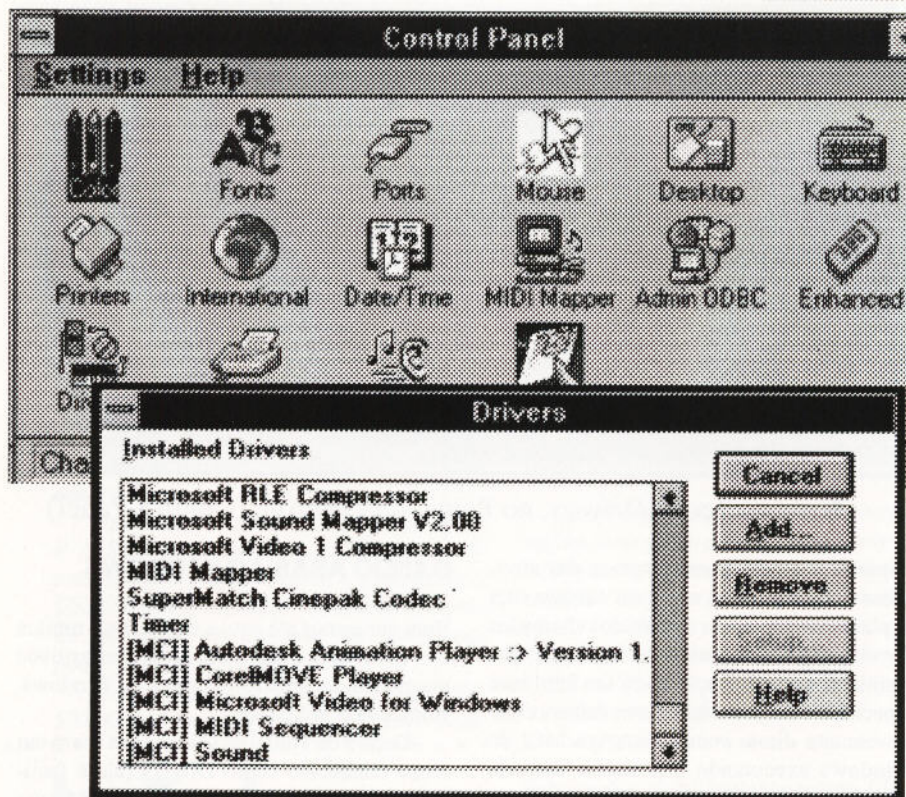 Control Panel
Settings Help
Color Fonts Ports Mouse Desktop Keyboard
Printers International Date/Time MIDI Mapper Admin ODBC Enhanced
Drivers
Installed Drivers
Microsoft RLE Compressor
Microsoft Sound Mapper V2.00
Microsoft Video 1 Compressor
MIDI Mapper
SuperMatch Cinepak Codec
Timer
[MCI] Autodesk Animation Player :> Version 1.
[MCI] CorelMOVE Player
[MCI] Microsoft Video for Windows
[MCI] MIDI Sequencer
[MCI] Sound
Cancel
Add...
Remove
Setup...
Help